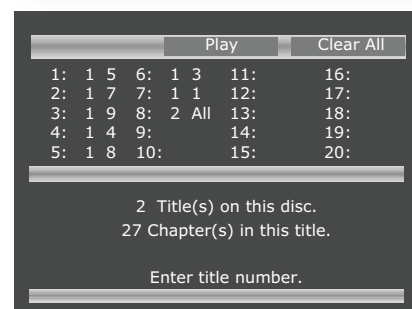 Play Clear All
1: 1 5 6: 1 3 11: 16:
2: 1 7 7: 1 1 12: 17:
3: 1 9 8: 2 All 13: 18:
4: 1 4 9: 14: 19:
5: 1 8 10: 15: 20:
2 Title(s) on this disc.
27 Chapter(s) in this title.
Enter title number.